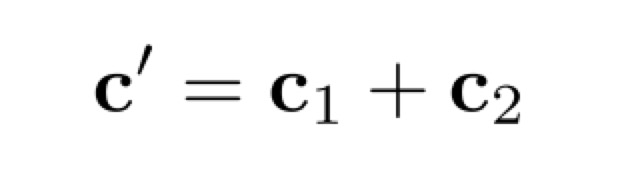 c′ = c₁ + c₂